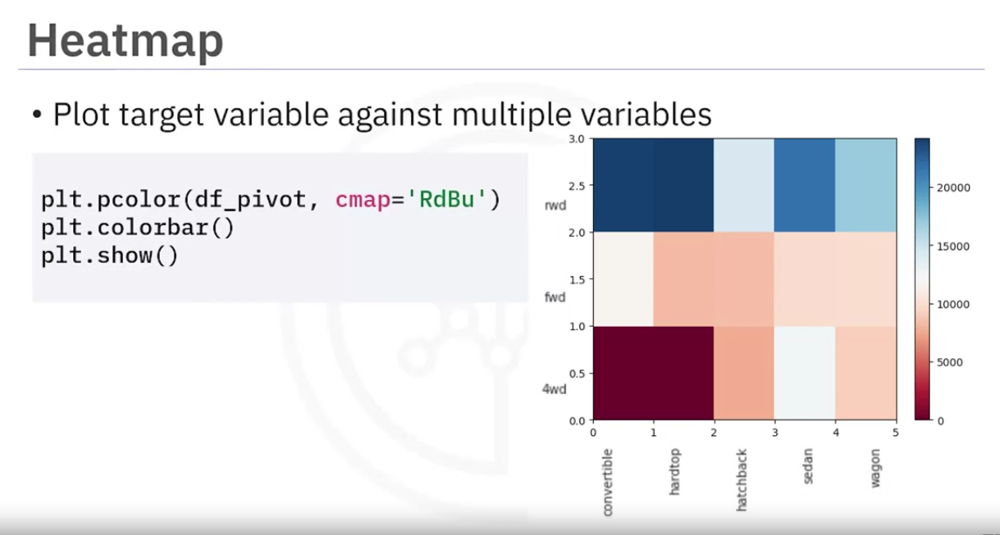 Heatmap
• Plot target variable against multiple variables
plt.pcolor(df_pivot, cmap='RdBu')
plt.colorbar()
plt.show()
3.0
2.5
rwd
2.0
1.5
fwd
1.0
0.5
4wd
0.0
0 1 2 3 4 5
convertible
hardtop
hatchback
sedan
wagon
20000
15000
10000
5000
0